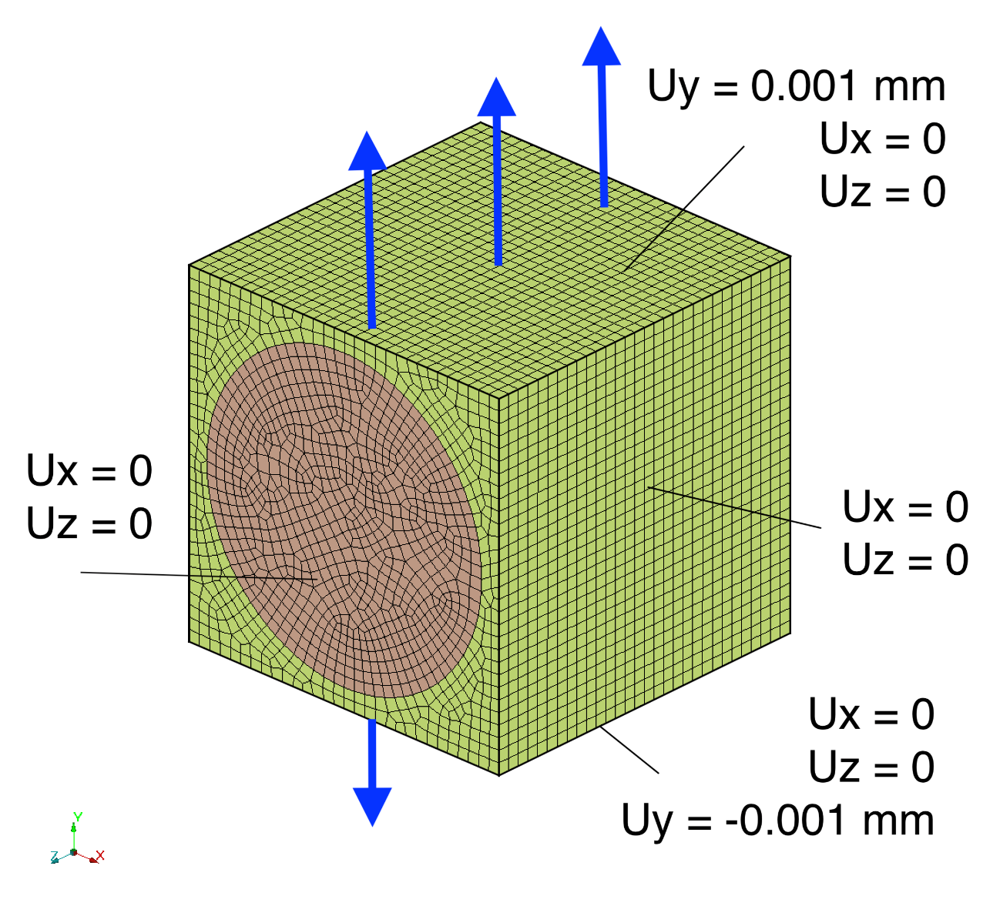 Uy = 0.001 mm
Ux = 0
Uz = 0
Ux = 0
Uz = 0
Ux = 0
Uz = 0
Ux = 0
Uz = 0
Uy = -0.001 mm
Y
Z
X